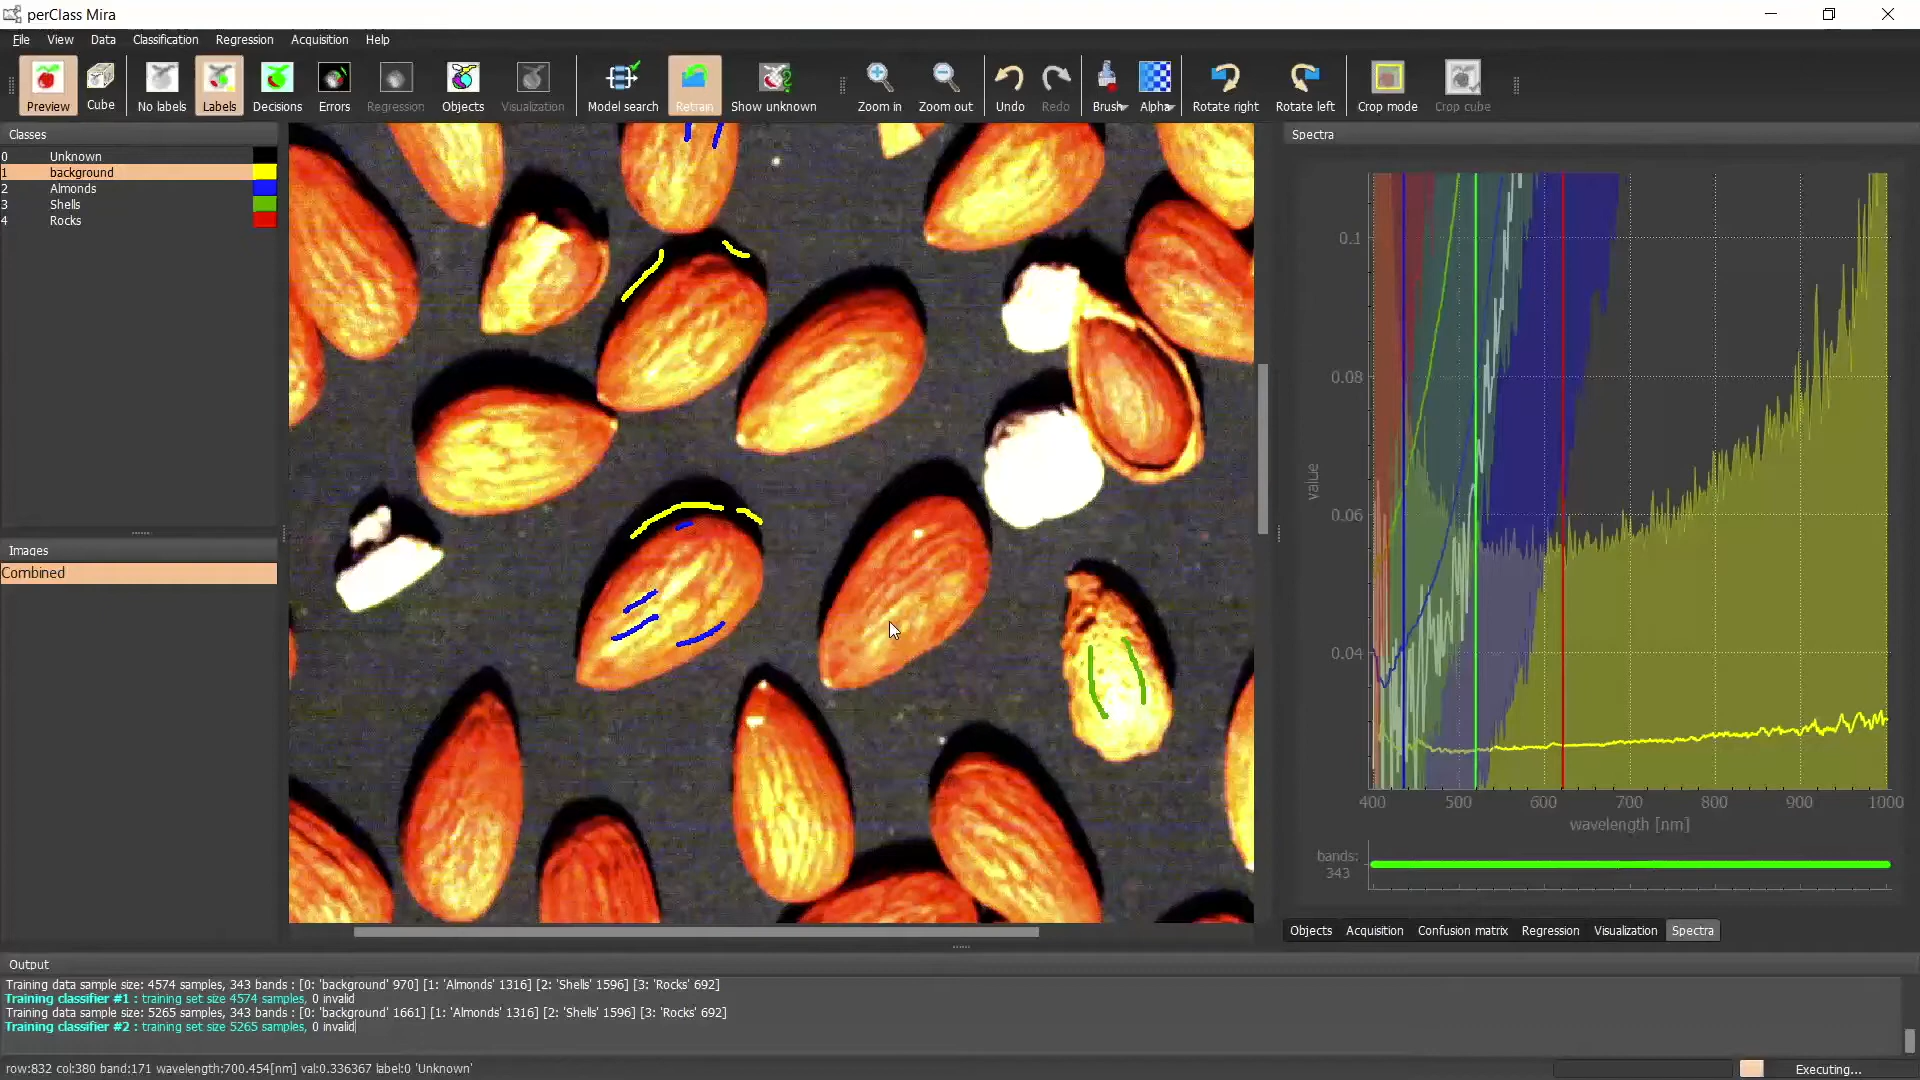 perClass Mira
File View Data Classification Regression Acquisition Help
Preview Cube No labels Labels Decisions Errors Regression Objects Visualization Model search Retrain Show unknown Zoom in Zoom out Undo Redo Brush Alpha Rotate right Rotate left Crop mode Crop cube
Classes
0 Unknown
1 background
2 Almonds
3 Shells
4 Rocks
Images
Combined
Spectra
0.1
0.08
0.06
0.04
value
400 500 600 700 800 900 1000
wavelength [nm]
bands:
343
Objects Acquisition Confusion matrix Regression Visualization Spectra
Output
Training data sample size: 4574 samples, 343 bands : [0: 'background' 970] [1: 'Almonds' 1316] [2: 'Shells' 1596] [3: 'Rocks' 692]
Training classifier #1 : training set size 4574 samples, 0 invalid
Training data sample size: 5265 samples, 343 bands : [0: 'background' 1661] [1: 'Almonds' 1316] [2: 'Shells' 1596] [3: 'Rocks' 692]
Training classifier #2 : training set size 5265 samples, 0 invalid
row:832 col:380 band:171 wavelength:700.454[nm] val:0.336367 label:0 'Unknown'
Executing...